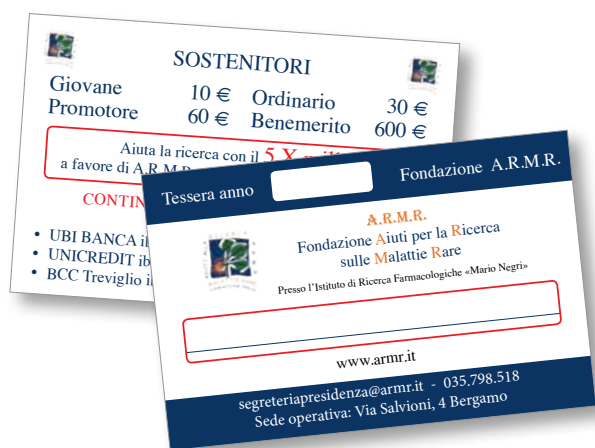 SOSTENITORI
Giovane 10 € Ordinario 30 €
Promotore 60 € Benemerito 600 €
Aiuta la ricerca con il 5 X
a favore di A.R.M.R.
• UBI BANCA
• UNICREDIT
• BCC Treviglio
Tessera anno Fondazione A.R.M.R.
A.R.M.R.
Fondazione Aiuti per la Ricerca
sulle Malattie Rare
Presso l'Istituto di Ricerca Farmacologiche «Mario Negri»
www.armr.it
segreteriapresidenza@armr.it - 035.798.518
Sede operativa: Via Salvioni, 4 Bergamo